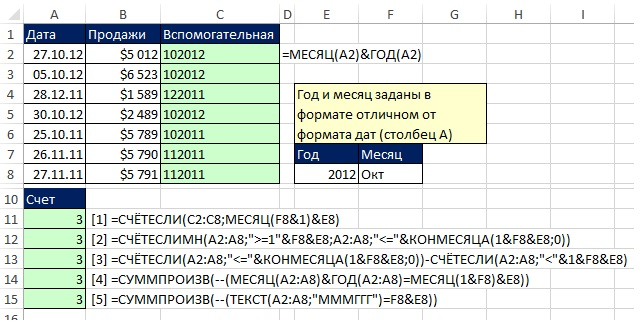 A B C D E F G H I
1 Дата Продажи Вспомогательная
2 27.10.12 $5 012 102012 =МЕСЯЦ(A2)&ГОД(A2)
3 05.10.12 $6 523 102012
4 28.12.11 $1 589 122011 Год и месяц заданы в
5 30.10.12 $2 489 102012 формате отличном от
6 25.10.11 $5 789 102011 формата дат (столбец А)
7 26.11.11 $5 790 112011 Год Месяц
8 27.11.11 $5 791 112011 2012 Окт
10 Счет
11 3 [1] =СЧЁТЕСЛИ(C2:C8;МЕСЯЦ(F8&1)&E8)
12 3 [2] =СЧЁТЕСЛИМН(A2:A8;">=1"&F8&E8;A2:A8;"<="&КОНМЕСЯЦА(1&F8&E8;0))
13 3 [3] =СЧЁТЕСЛИ(A2:A8;"<="&КОНМЕСЯЦА(1&F8&E8;0))-СЧЁТЕСЛИ(A2:A8;"<"&1&F8&E8)
14 3 [4] =СУММПРОИЗВ(--(МЕСЯЦ(A2:A8)&ГОД(A2:A8)=МЕСЯЦ(1&F8)&E8))
15 3 [5] =СУММПРОИЗВ(--(ТЕКСТ(A2:A8;"МММГГГ")=F8&E8))